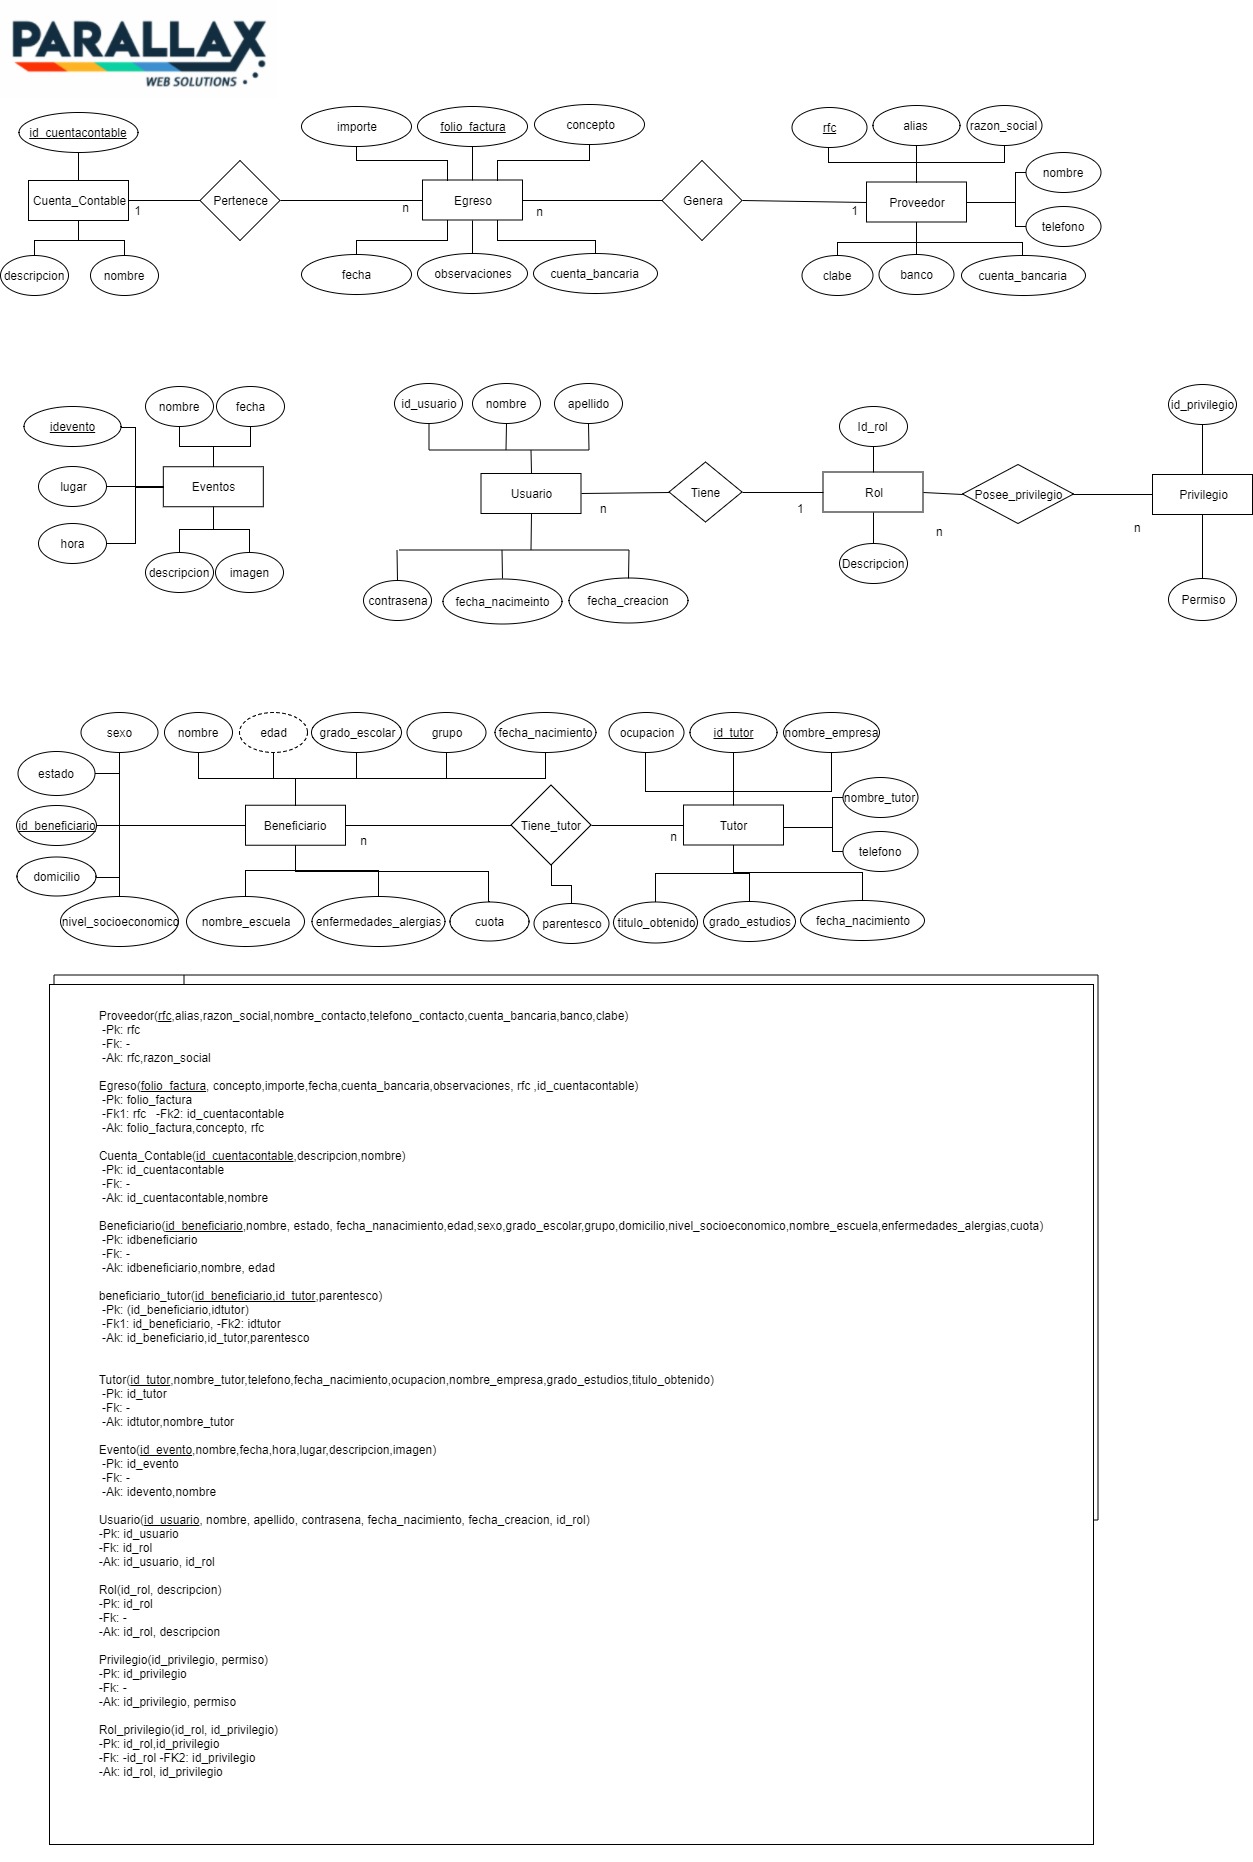 PARALLAX
WEB SOLUTIONS
id_cuentacontable
importe
folio_factura
concepto
rfc
alias
razon_social
nombre
Cuenta_Contable
1
Pertenece
n
Egreso
n
Genera
1
Proveedor
telefono
descripcion
nombre
fecha
observaciones
cuenta_bancaria
clabe
banco
cuenta_bancaria
nombre
fecha
idevento
lugar
Eventos
hora
descripcion
imagen
id_usuario
nombre
apellido
Id_rol
id_privilegio
Usuario
n
Tiene
1
Rol
n
Posee_privilegio
n
Privilegio
Descripcion
contrasena
fecha_nacimeinto
fecha_creacion
Permiso
sexo
nombre
edad
grado_escolar
grupo
fecha_nacimiento
ocupacion
id_tutor
nombre_empresa
estado
nombre_tutor
id_beneficiario
Beneficiario
n
Tiene_tutor
n
Tutor
telefono
domicilio
nivel_socioeconomico
nombre_escuela
enfermedades_alergias
cuota
parentesco
titulo_obtenido
grado_estudios
fecha_nacimiento
Proveedor(rfc,alias,razon_social,nombre_contacto,telefono_contacto,cuenta_bancaria,banco,clabe)
-Pk: rfc
-Fk: -
-Ak: rfc,razon_social
Egreso(folio_factura, concepto,importe,fecha,cuenta_bancaria,observaciones, rfc ,id_cuentacontable)
-Pk: folio_factura
-Fk1: rfc   -Fk2: id_cuentacontable
-Ak: folio_factura,concepto, rfc
Cuenta_Contable(id_cuentacontable,descripcion,nombre)
-Pk: id_cuentacontable
-Fk: -
-Ak: id_cuentacontable,nombre
Beneficiario(id_beneficiario,nombre, estado, fecha_nanacimiento,edad,sexo,grado_escolar,grupo,domicilio,nivel_socioeconomico,nombre_escuela,enfermedades_alergias,cuota)
-Pk: idbeneficiario
-Fk: -
-Ak: idbeneficiario,nombre, edad
beneficiario_tutor(id_beneficiario,id_tutor,parentesco)
-Pk: (id_beneficiario,idtutor)
-Fk1: id_beneficiario, -Fk2: idtutor
-Ak: id_beneficiario,id_tutor,parentesco
Tutor(id_tutor,nombre_tutor,telefono,fecha_nacimiento,ocupacion,nombre_empresa,grado_estudios,titulo_obtenido)
-Pk: id_tutor
-Fk: -
-Ak: idtutor,nombre_tutor
Evento(id_evento,nombre,fecha,hora,lugar,descripcion,imagen)
-Pk: id_evento
-Fk: -
-Ak: idevento,nombre
Usuario(id_usuario, nombre, apellido, contrasena, fecha_nacimiento, fecha_creacion, id_rol)
-Pk: id_usuario
-Fk: id_rol
-Ak: id_usuario, id_rol
Rol(id_rol, descripcion)
-Pk: id_rol
-Fk: -
-Ak: id_rol, descripcion
Privilegio(id_privilegio, permiso)
-Pk: id_privilegio
-Fk: -
-Ak: id_privilegio, permiso
Rol_privilegio(id_rol, id_privilegio)
-Pk: id_rol,id_privilegio
-Fk: -id_rol -FK2: id_privilegio
-Ak: id_rol, id_privilegio